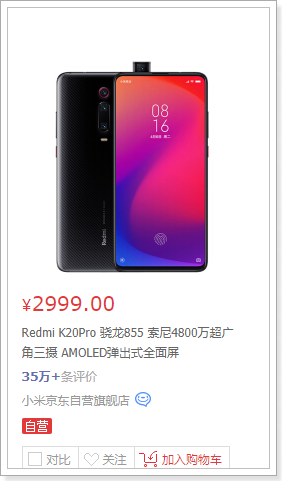 08
16
Redmi
¥2999.00
Redmi K20Pro 骁龙855 索尼4800万超广
角三摄 AMOLED弹出式全面屏
35万+条评价
小米京东自营旗舰店
自营
对比 关注 加入购物车